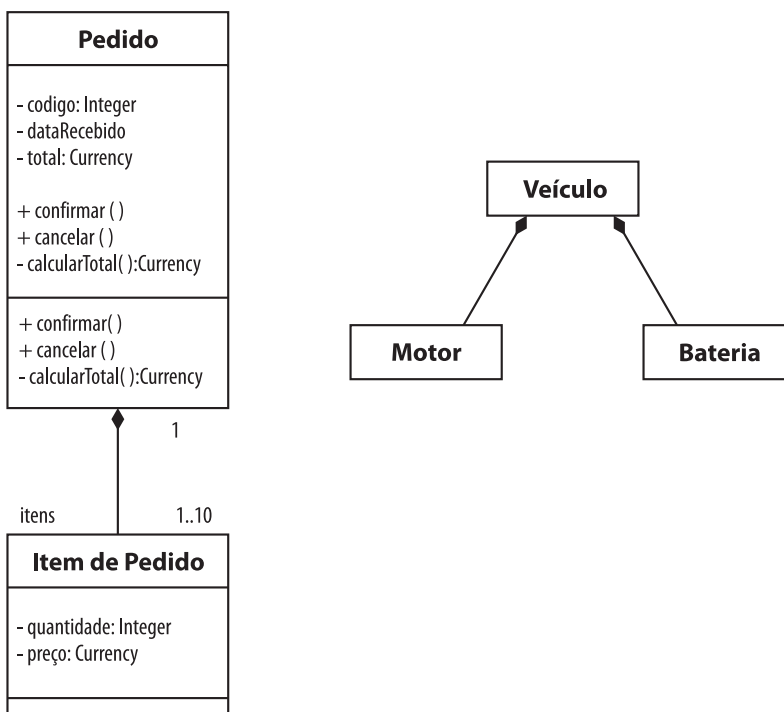 Pedido
- codigo: Integer
- dataRecebido
- total: Currency
+ confirmar ( )
+ cancelar ( )
- calcularTotal( ):Currency
+ confirmar( )
+ cancelar ( )
- calcularTotal( ):Currency
1
itens 1..10
Item de Pedido
- quantidade: Integer
- preço: Currency
Veículo
Motor
Bateria